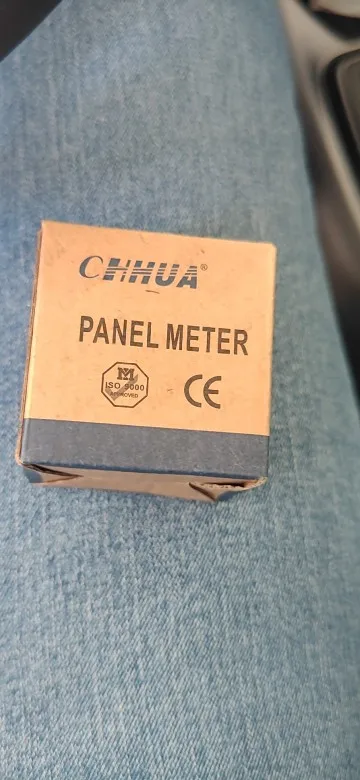 CHHUA®
PANEL METER
M
ISO-9000
APPROVED
CE